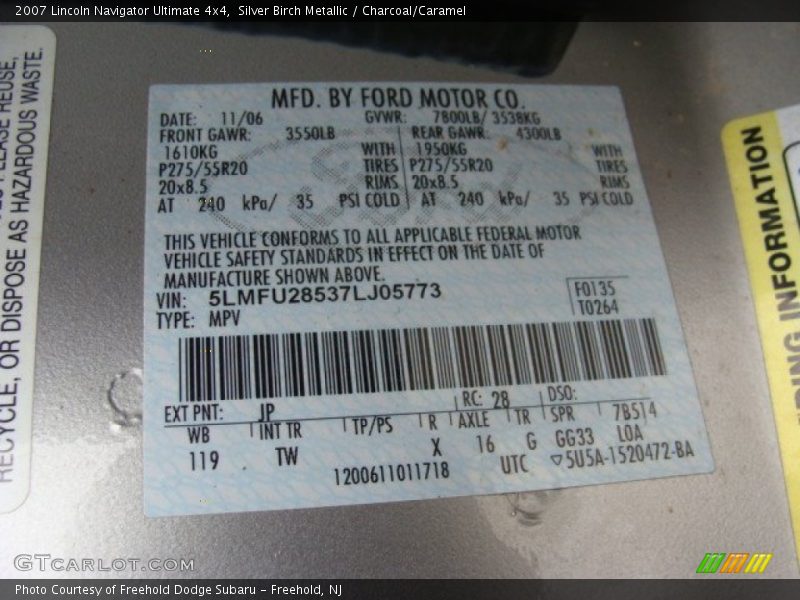 2007 Lincoln Navigator Ultimate 4x4,  Silver Birch Metallic / Charcoal/Caramel
RECYCLE, OR DISPOSE AS HAZARDOUS WASTE.
MFD. BY FORD MOTOR CO.
DATE: 11/06 GVWR: 7800LB/ 3538KG
FRONT GAWR: 3550LB REAR GAWR: 4300LB
1610KG WITH 1950KG WITH
P275/55R20 TIRES P275/55R20 TIRES
20x8.5 RIMS 20x8.5 RIMS
AT 240 kPa/ 35 PSI COLD AT 240 kPa/ 35 PSI COLD
THIS VEHICLE CONFORMS TO ALL APPLICABLE FEDERAL MOTOR
VEHICLE SAFETY STANDARDS IN EFFECT ON THE DATE OF
MANUFACTURE SHOWN ABOVE.
VIN: 5LMFU28537LJ05773 F0135
TYPE: MPV T0264
EXT PNT: JP RC: 28 DSO:
WB INT TR TP/PS R AXLE TR SPR 7B514
119 TW X 16 G GG33 LOA
1200611011718 UTC ▽5U5A-1520472-BA
INFORMATION
GTCARLOT.COM
Photo Courtesy of Freehold Dodge Subaru – Freehold, NJ